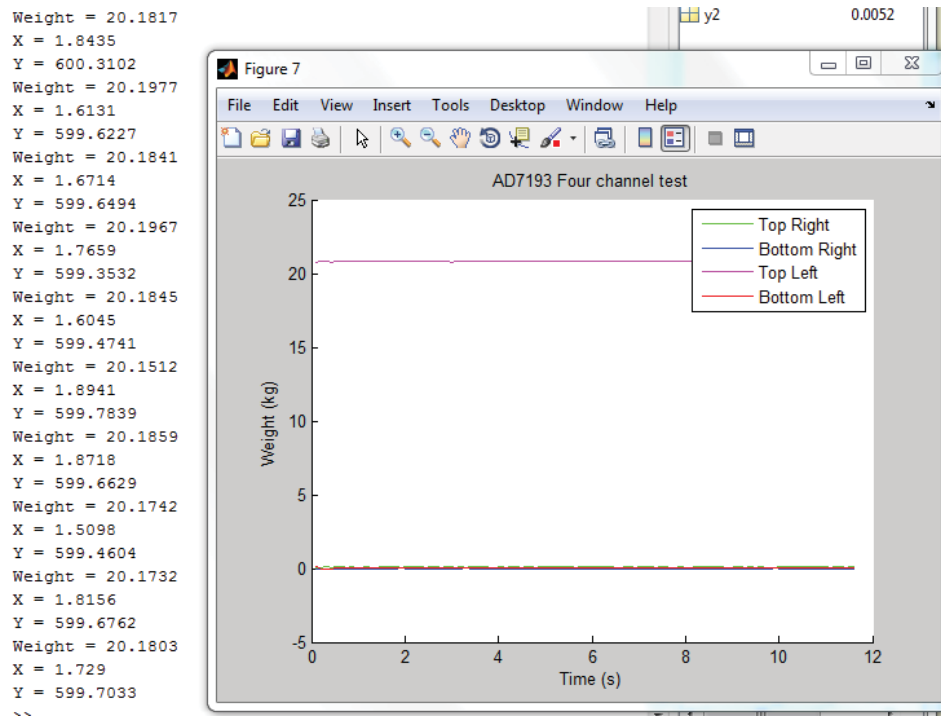 Weight = 20.1817
X = 1.8435
Y = 600.3102
Weight = 20.1977
X = 1.6131
Y = 599.6227
Weight = 20.1841
X = 1.6714
Y = 599.6494
Weight = 20.1967
X = 1.7659
Y = 599.3532
Weight = 20.1845
X = 1.6045
Y = 599.4741
Weight = 20.1512
X = 1.8941
Y = 599.7839
Weight = 20.1859
X = 1.8718
Y = 599.6629
Weight = 20.1742
X = 1.5098
Y = 599.4604
Weight = 20.1732
X = 1.8156
Y = 599.6762
Weight = 20.1803
X = 1.729
Y = 599.7033
>>
y2 0.0052
Figure 7
File Edit View Insert Tools Desktop Window Help
AD7193 Four channel test
Top Right
Bottom Right
Top Left
Bottom Left
Weight (kg)
25
20
15
10
5
0
-5
0 2 4 6 8 10 12
Time (s)